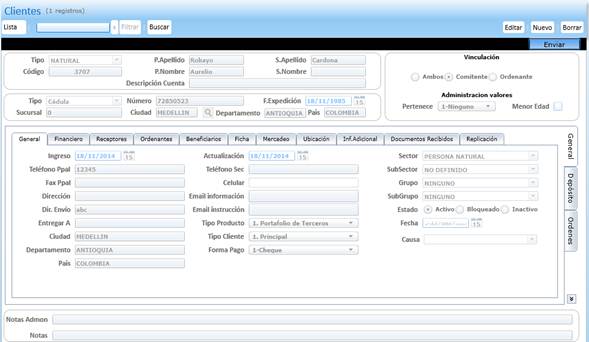 Clientes (1 registros)
Lista Filtrar Buscar Editar Nuevo Borrar
Enviar
Tipo NATURAL P.Apellido Robayo S.Apellido Cardona
Código 3707 P.Nombre Aurelio S.Nombre
Descripción Cuenta
Vinculación
Ambos Comitente Ordenante
Administracion valores
Pertenece 1-Ninguno Menor Edad
Tipo Cédula Número 72850523 F.Expedición 18/11/1985 15
Sucursal 0 Ciudad MEDELLIN Departamento ANTIOQUIA Pais COLOMBIA
General Financiero Receptores Ordenantes Beneficiarios Ficha Mercadeo Ubicación Inf.Adicional Documentos Recibidos Replicación
Ingreso 18/11/2014 15 Actualización 18/11/2014 15 Sector PERSONA NATURAL
Teléfono Ppal 12345 Teléfono Sec SubSector NO DEFINIDO
Fax Ppal Celular Grupo NINGUNO
Dirección Email información SubGrupo NINGUNO
Dir. Envio abc Email instrucción Estado Activo Bloqueado Inactivo
Entregar A Tipo Producto 1. Portafolio de Terceros Fecha 15
Ciudad MEDELLIN Tipo Cliente 1. Principal Causa
Departamento ANTIOQUIA Forma Pago 1-Cheque
Pais COLOMBIA
General
Depósito
Ordenes
Notas Admon
Notas